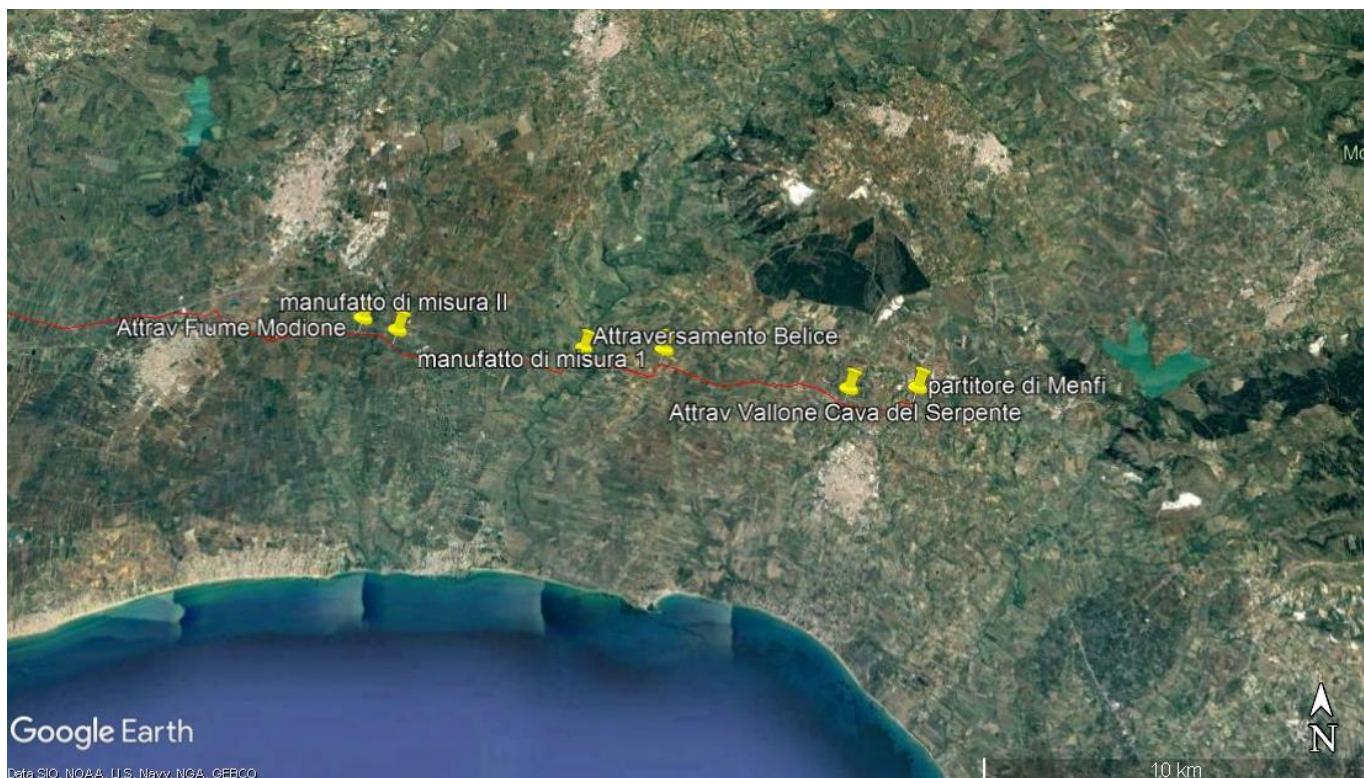 Mo
manufatto di misura II
Attrav Fiume Modione
Attraversamento Belice
manufatto di misura 1
partitore di Menfi
Attrav Vallone Cava del Serpente
Google Earth
N
Data SIO, NOAA, U.S. Navy, NGA, GEBCO
10 km